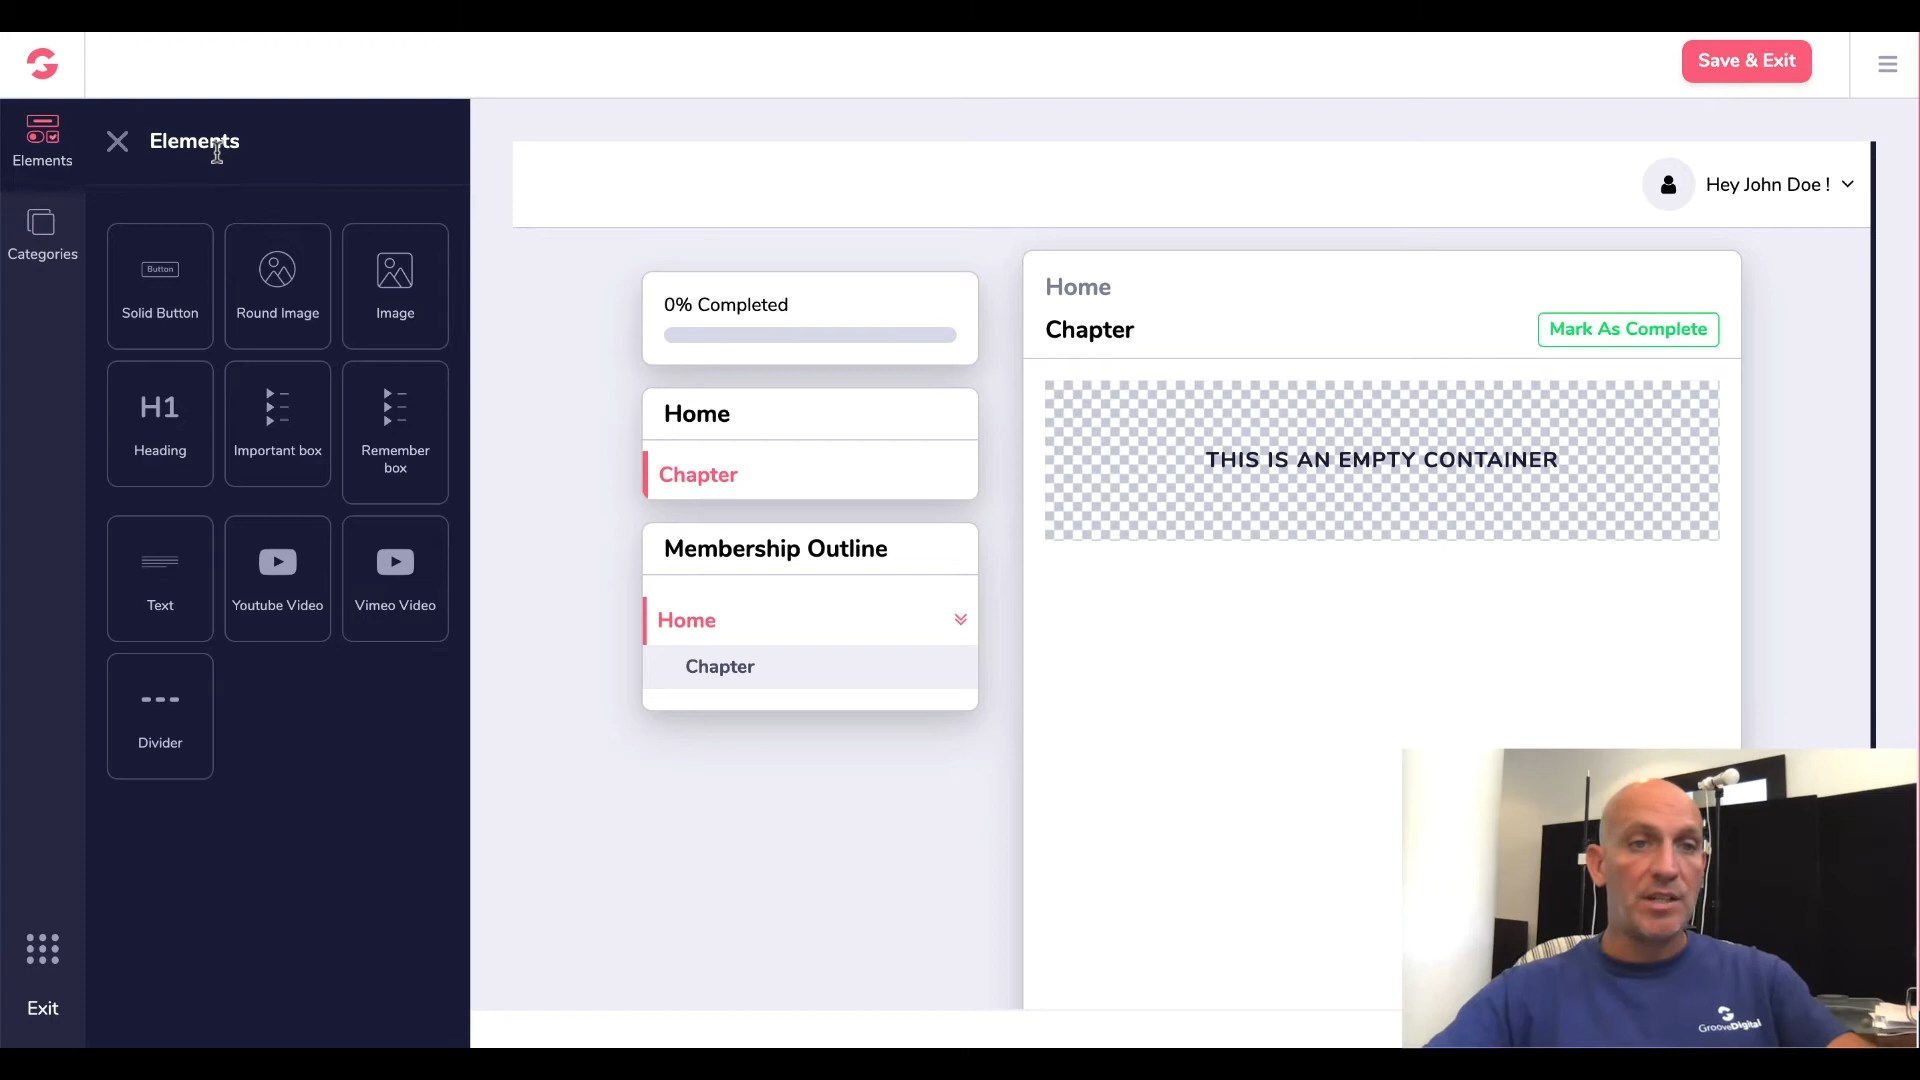 Save & Exit
Elements
Elements
Categories
Button
Solid Button
Round Image
Image
H1
Heading
Important box
Remember
box
Text
Youtube Video
Vimeo Video
Divider
Exit
Hey John Doe !
0% Completed
Home
Chapter
Membership Outline
Home
Chapter
Home
Chapter
Mark As Complete
THIS IS AN EMPTY CONTAINER
GrooveDigital